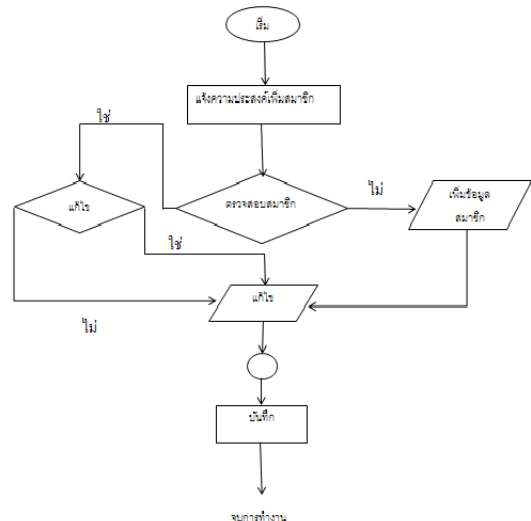 เริ่ม
แจ้งความประสงค์เพิ่มสมาชิก
ใช่
แก้ไข
ตรวจสอบสมาชิก
ไม่
เพิ่มข้อมูล
สมาชิก
ใช่
แก้ไข
ไม่
บันทึก
จบการทำงาน